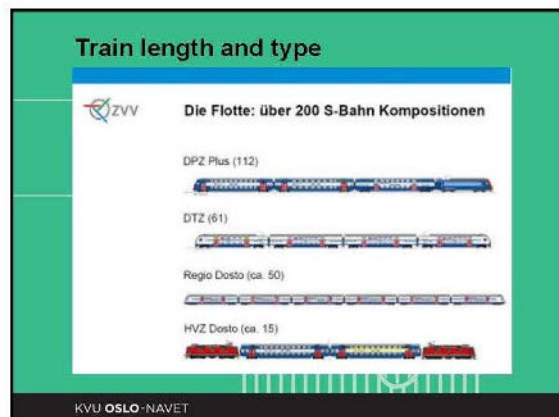 Train length and type
ZVV
Die Flotte: über 200 S-Bahn Kompositionen
DPZ Plus (112)
DTZ (61)
Regio Dosto (ca. 50)
HVZ Dosto (ca. 15)
KVU OSLO-NAVET